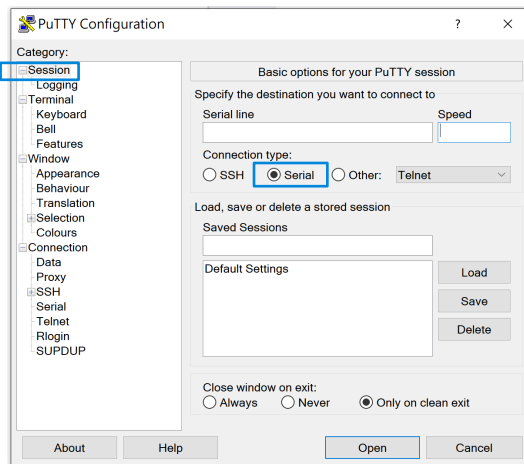 PuTTY Configuration
?
Category:
Session
Logging
Terminal
Keyboard
Bell
Features
Window
Appearance
Behaviour
Translation
Selection
Colours
Connection
Data
Proxy
SSH
Serial
Telnet
Rlogin
SUPDUP
Basic options for your PuTTY session
Specify the destination you want to connect to
Serial line Speed
Connection type:
SSH Serial Other: Telnet
Load, save or delete a stored session
Saved Sessions
Default Settings
Load
Save
Delete
Close window on exit:
Always Never Only on clean exit
About Help Open Cancel